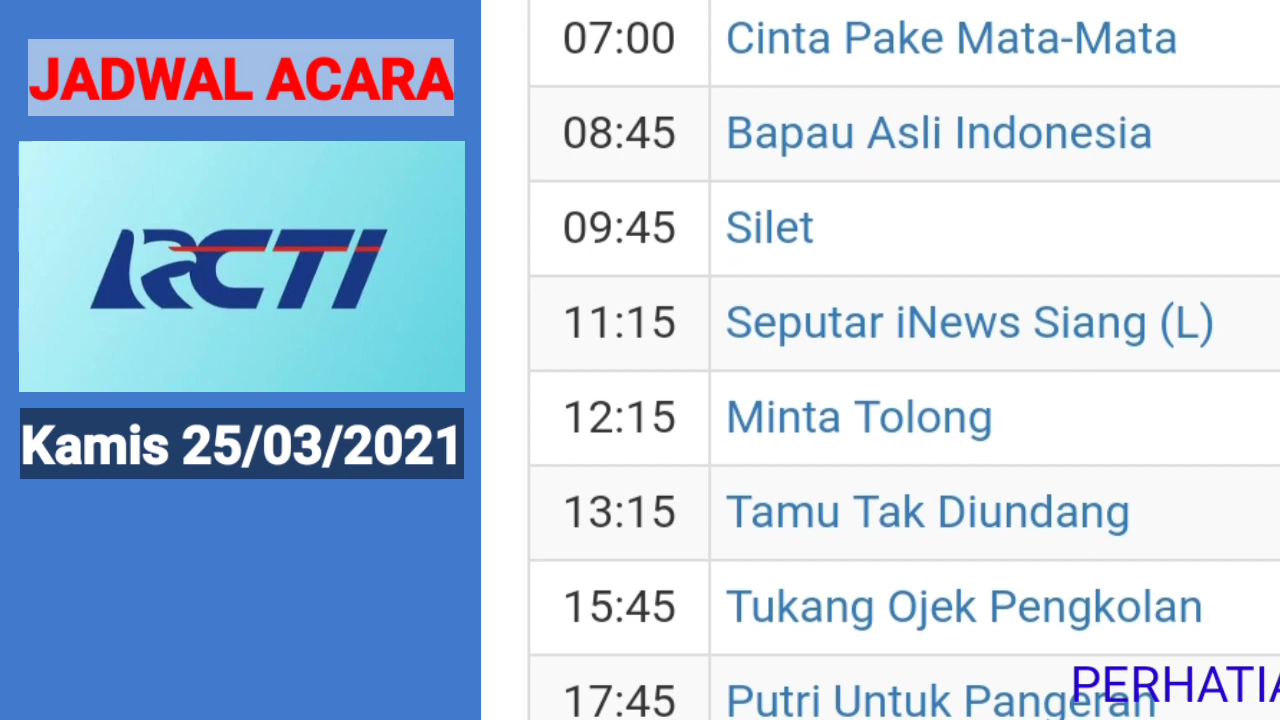 JADWAL ACARA
RCTI
Kamis 25/03/2021
07:00 Cinta Pake Mata-Mata
08:45 Bapau Asli Indonesia
09:45 Silet
11:15 Seputar iNews Siang (L)
12:15 Minta Tolong
13:15 Tamu Tak Diundang
15:45 Tukang Ojek Pengkolan
17:45 Putri Untuk Pangeran
PERHATIA